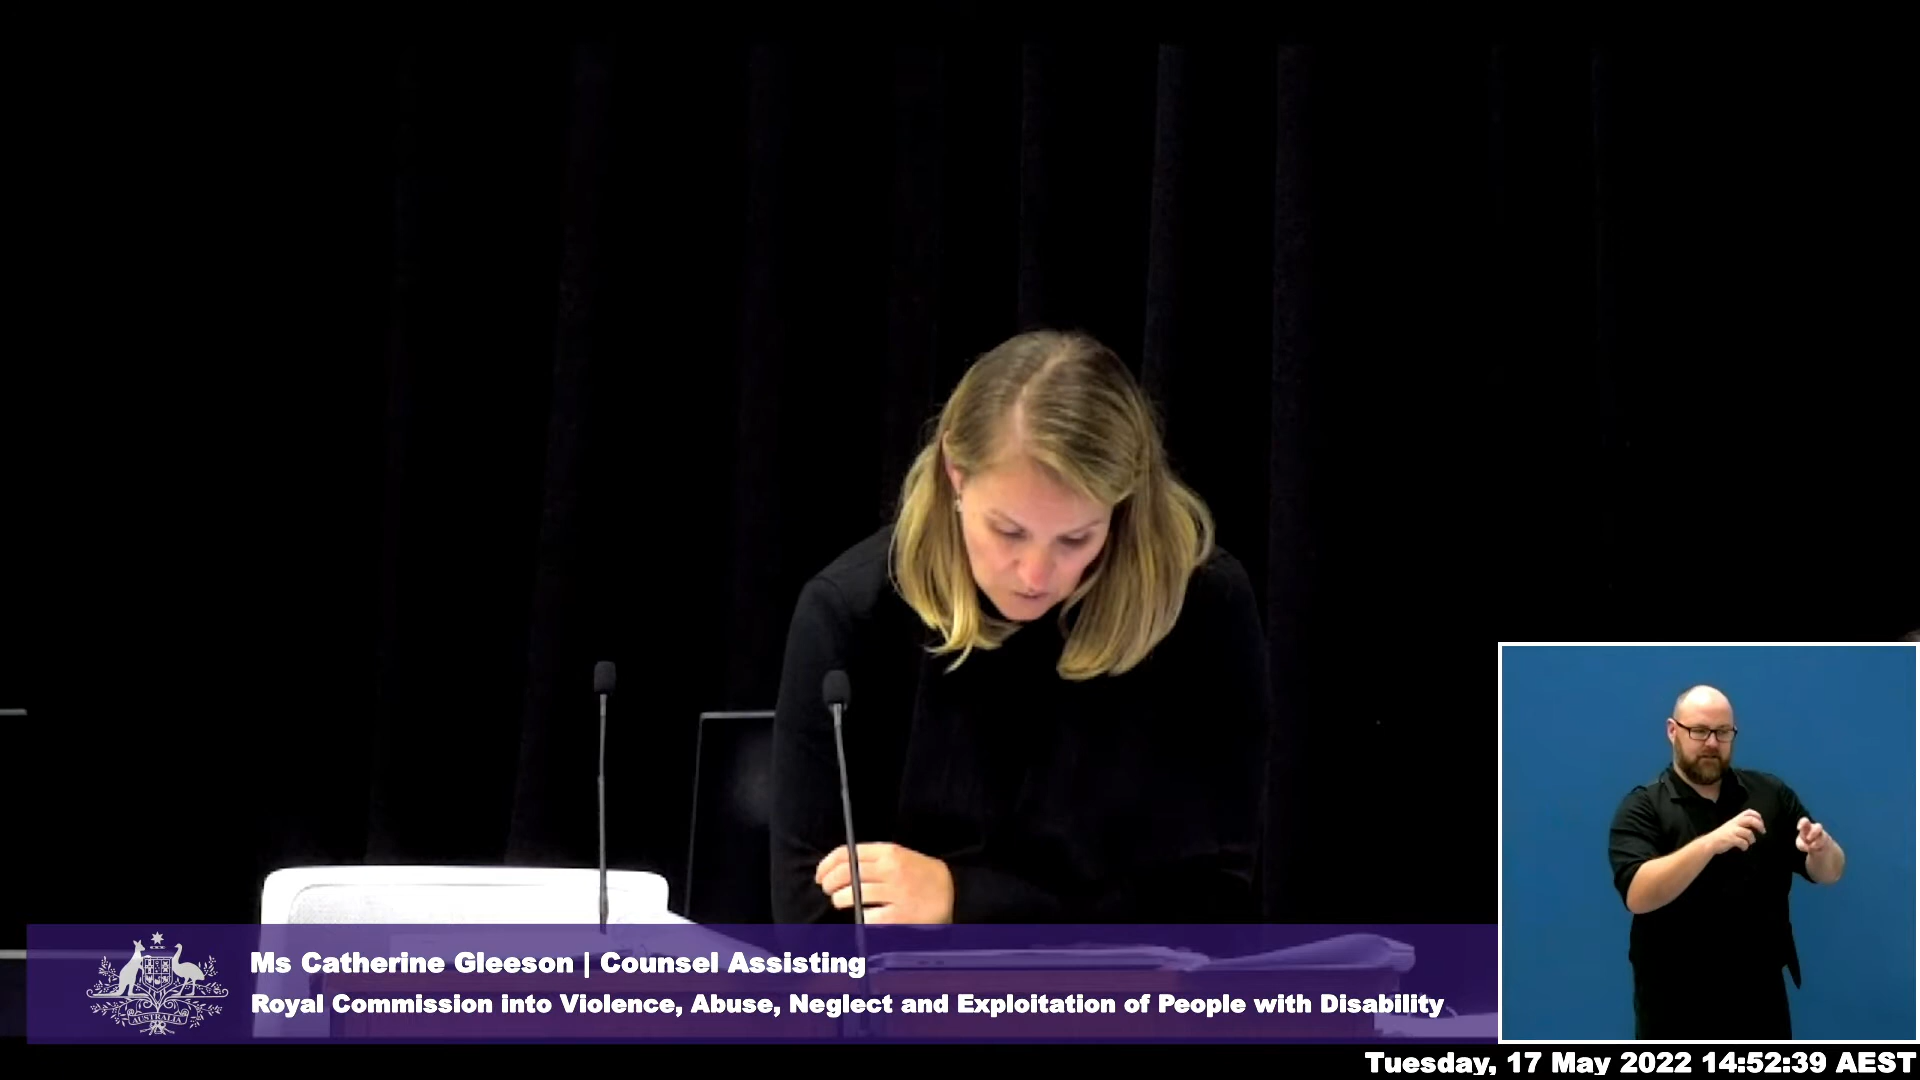 Ms Catherine Gleeson | Counsel Assisting
Royal Commission into Violence, Abuse, Neglect and Exploitation of People with Disability
AUSTRALIA
Tuesday, 17 May 2022 14:52:39 AEST